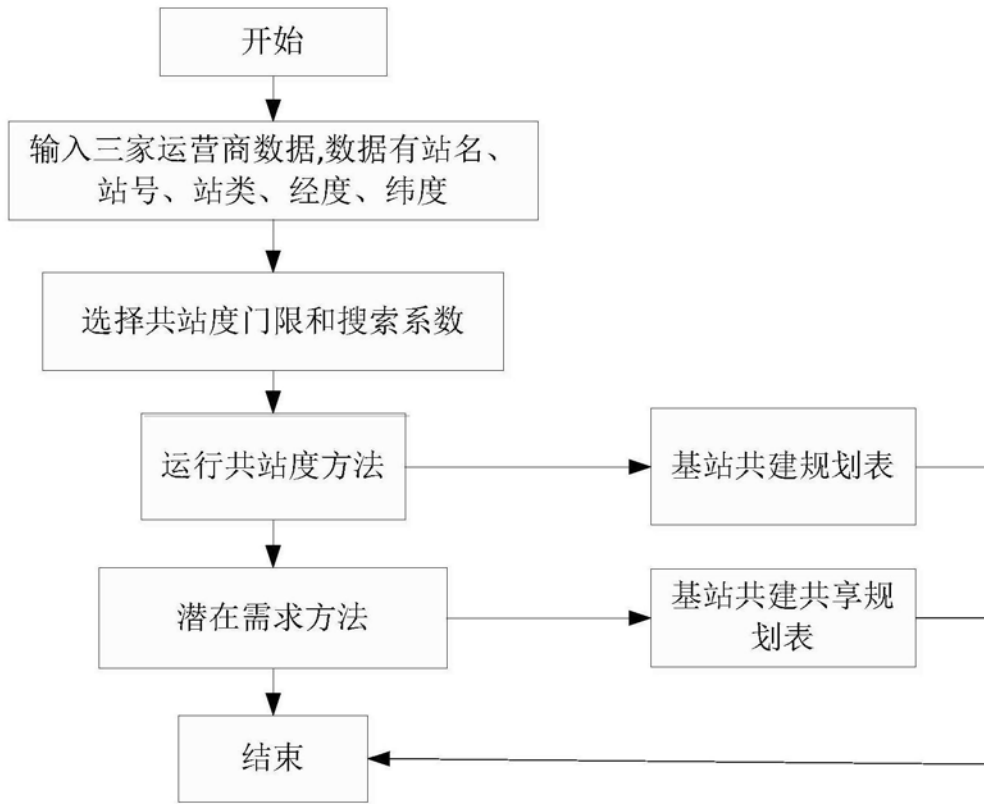 开始
输入三家运营商数据,数据有站名、
站号、站类、经度、纬度
选择共站度门限和搜索系数
运行共站度方法
基站共建规划表
潜在需求方法
基站共建共享规
划表
结束